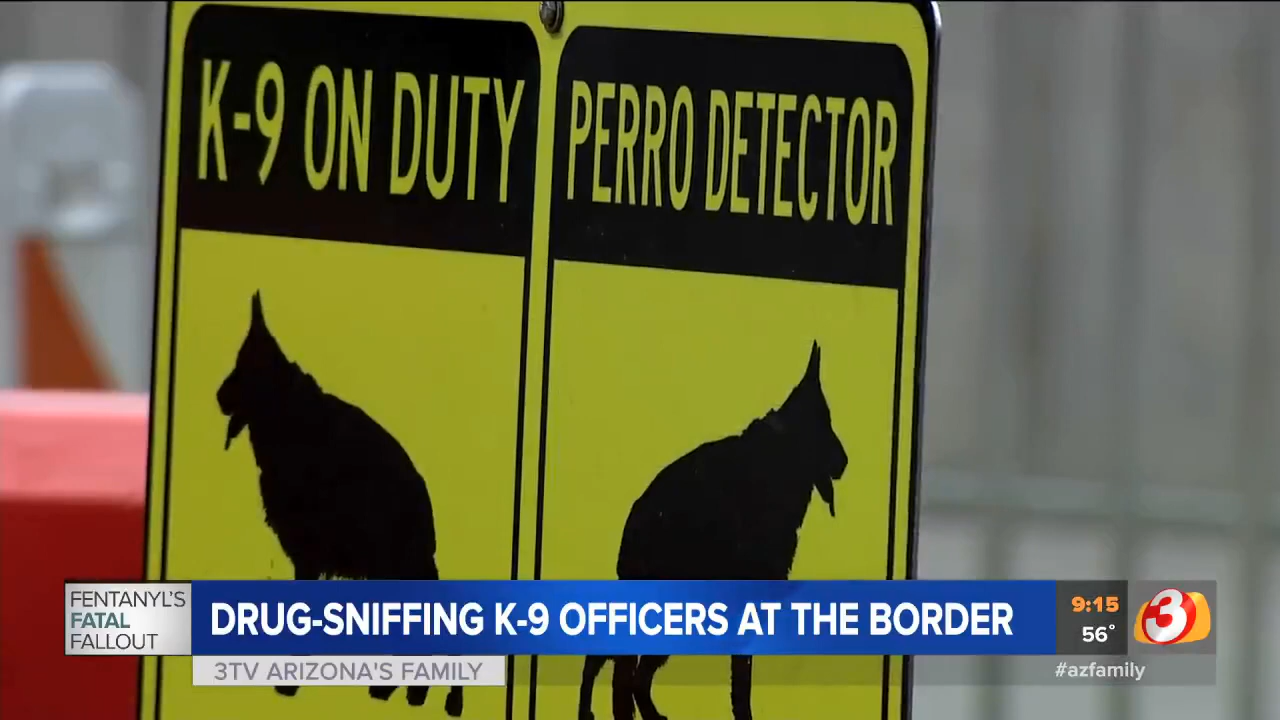 K-9 ON DUTY
PERRO DETECTOR
FENTANYL'S
FATAL
FALLOUT
DRUG-SNIFFING K-9 OFFICERS AT THE BORDER
9:15
56°
3
3TV ARIZONA'S FAMILY
#azfamily